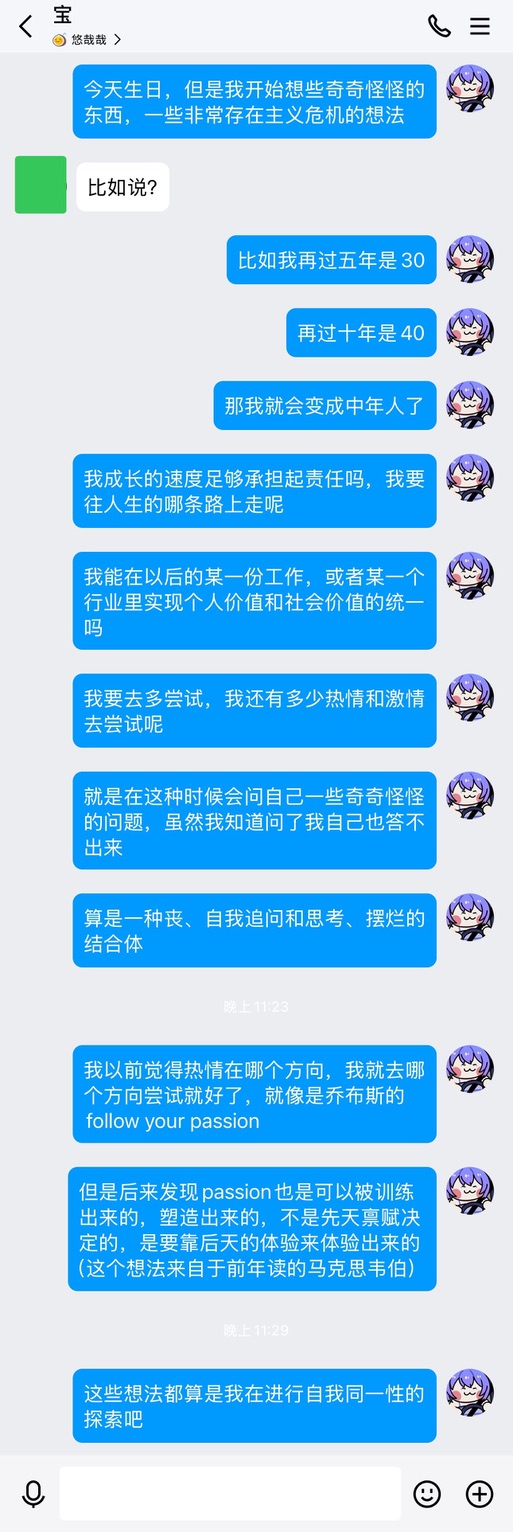 宝
悠哉哉
今天生日，但是我开始想些奇奇怪怪的
东西，一些非常存在主义危机的想法
比如说?
比如我再过五年是30
再过十年是40
那我就会变成中年人了
我成长的速度足够承担起责任吗，我要
往人生的哪条路上走呢
我能在以后的某一份工作，或者某一个
行业里实现个人价值和社会价值的统一
吗
我要去多尝试，我还有多少热情和激情
去尝试呢
就是在这种时候会问自己一些奇奇怪怪
的问题，虽然我知道问了我自己也答不
出来
算是一种丧、自我追问和思考、摆烂的
结合体
晚上11:23
我以前觉得热情在哪个方向，我就去哪
个方向尝试就好了，就像是乔布斯的
follow your passion
但是后来发现passion也是可以被训练
出来的，塑造出来的，不是先天禀赋决
定的，是要靠后天的体验来体验出来的
(这个想法来自于前年读的马克思韦伯）
晚上11:29
这些想法都算是我在进行自我同一性的
探索吧